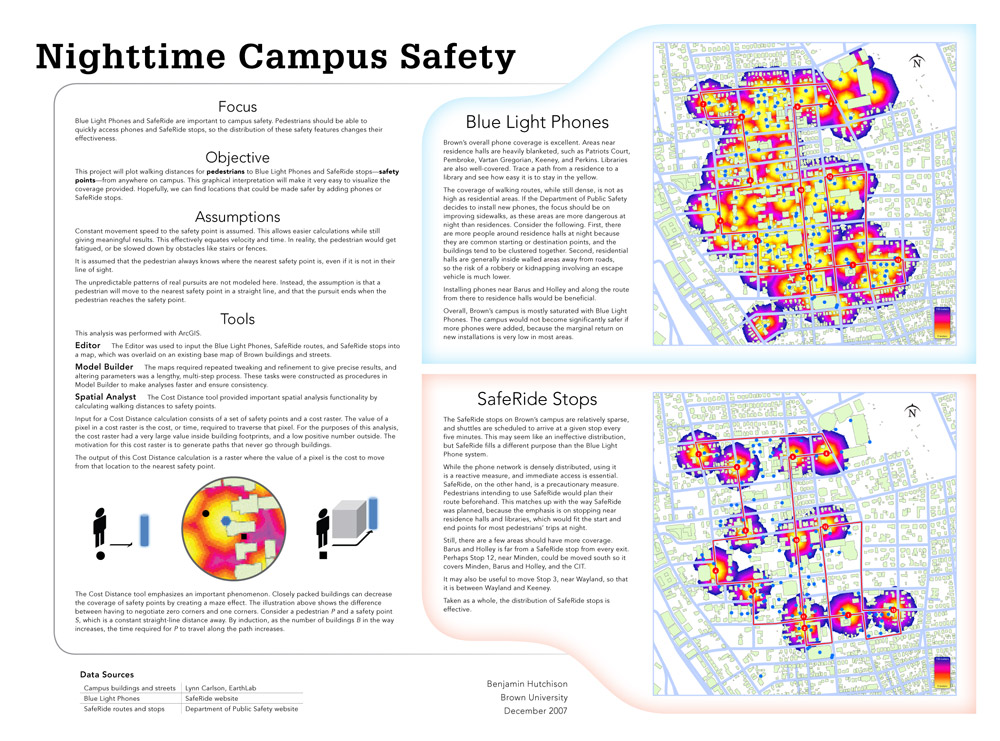 Nighttime Campus Safety
Focus
Blue Light Phones and SafeRide are important to campus safety. Pedestrians should be able to
quickly access phones and SafeRide stops, so the distribution of these safety features changes their
effectiveness.
Objective
This project will plot walking distances for pedestrians to Blue Light Phones and SafeRide stops—safety
points—from anywhere on campus. This graphical interpretation will make it very easy to visualize the
coverage provided. Hopefully, we can find locations that could be made safer by adding phones or
SafeRide stops.
Assumptions
Constant movement speed to the safety point is assumed. This allows easier calculations while still
giving meaningful results. This effectively equates velocity and time. In reality, the pedestrian would get
fatigued, or be slowed down by obstacles like stairs or fences.
It is assumed that the pedestrian always knows where the nearest safety point is, even if it is not in their
line of sight.
The unpredictable patterns of real pursuits are not modeled here. Instead, the assumption is that a
pedestrian will move to the nearest safety point in a straight line, and that the pursuit ends when the
pedestrian reaches the safety point.
Tools
This analysis was performed with ArcGIS.
Editor The Editor was used to input the Blue Light Phones, SafeRide routes, and SafeRide stops into
a map, which was overlaid on an existing base map of Brown buildings and streets.
Model Builder The maps required repeated tweaking and refinement to give precise results, and
altering parameters was a lengthy, multi-step process. These tasks were constructed as procedures in
Model Builder to make analyses faster and ensure consistency.
Spatial Analyst The Cost Distance tool provided important spatial analysis functionality by
calculating walking distances to safety points.
Input for a Cost Distance calculation consists of a set of safety points and a cost raster. The value of a
pixel in a cost raster is the cost, or time, required to traverse that pixel. For the purposes of this analysis,
the cost raster had a very large value inside building footprints, and a low positive number outside. The
motivation for this cost raster is to generate paths that never go through buildings.
The output of this Cost Distance calculation is a raster where the value of a pixel is the cost to move
from that location to the nearest safety point.
The Cost Distance tool emphasizes an important phenomenon. Closely packed buildings can decrease
the coverage of safety points by creating a maze effect. The illustration above shows the difference
between having to negotiate zero corners and one corners. Consider a pedestrian P and a safety point
S, which is a constant straight-line distance away. By induction, as the number of buildings B in the way
increases, the time required for P to travel along the path increases.
Data Sources
Campus buildings and streets Lynn Carlson, EarthLab
Blue Light Phones SafeRide website
SafeRide routes and stops Department of Public Safety website
Blue Light Phones
Brown's overall phone coverage is excellent. Areas near
residence halls are heavily blanketed, such as Patriots Court,
Pembroke, Vartan Gregorian, Keeney, and Perkins. Libraries
are also well-covered. Trace a path from a residence to a
library and see how easy it is to stay in the yellow.
The coverage of walking routes, while still dense, is not as
high as residential areas. If the Department of Public Safety
decides to install new phones, the focus should be on
improving sidewalks, as these areas are more dangerous at
night than residences. Consider the following. First, there
are more people around residence halls at night because
they are common starting or destination points, and the
buildings tend to be clustered together. Second, residential
halls are generally inside walled areas away from roads,
so the risk of a robbery or kidnapping involving an escape
vehicle is much lower.
Installing phones near Barus and Holley and along the route
from there to residence halls would be beneficial.
Overall, Brown's campus is mostly saturated with Blue Light
Phones. The campus would not become significantly safer if
more phones were added, because the marginal return on
new installations is very low in most areas.
N
SafeRide Stops
The SafeRide stops on Brown's campus are relatively sparse,
and shuttles are scheduled to arrive at a given stop every
five minutes. This may seem like an ineffective distribution,
but SafeRide fills a different purpose than the Blue Light
Phone system.
While the phone network is densely distributed, using it
is a reactive measure, and immediate access is essential.
SafeRide, on the other hand, is a precautionary measure.
Pedestrians intending to use SafeRide would plan their
route beforehand. This matches up with the way SafeRide
was planned, because the emphasis is on stopping near
residence halls and libraries, which would fit the start and
end points for most pedestrians' trips at night.
Still, there are a few areas should have more coverage.
Barus and Holley is far from a SafeRide stop from every exit.
Perhaps Stop 12, near Minden, could be moved south so it
covers Minden, Barus and Holley, and the CIT.
It may also be useful to move Stop 3, near Wayland, so that
it is between Wayland and Keeney.
Taken as a whole, the distribution of SafeRide stops is
effective.
N
Benjamin Hutchison
Brown University
December 2007